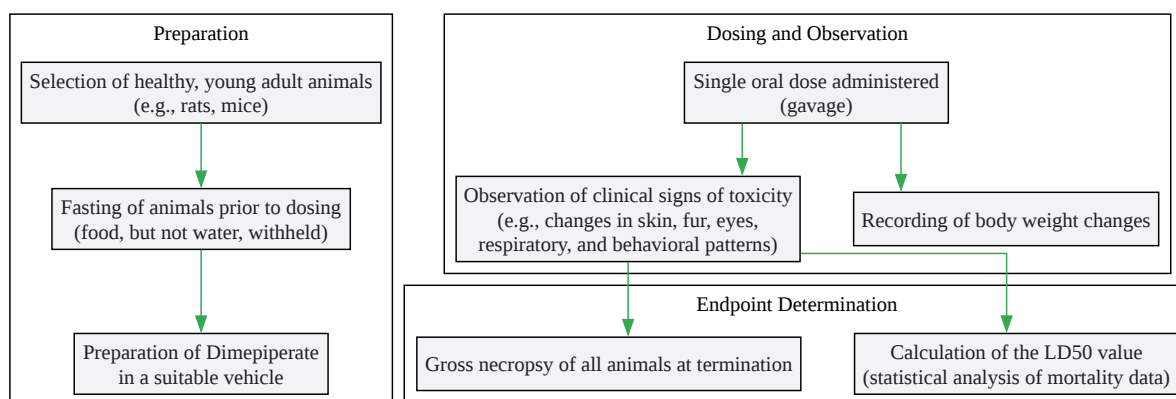 Preparation
Selection of healthy, young adult animals
(e.g., rats, mice)
Fasting of animals prior to dosing
(food, but not water, withheld)
Preparation of Dimepiperate
in a suitable vehicle
Dosing and Observation
Single oral dose administered
(gavage)
Observation of clinical signs of toxicity
(e.g., changes in skin, fur, eyes,
respiratory, and behavioral patterns)
Recording of body weight changes
Endpoint Determination
Gross necropsy of all animals at termination
Calculation of the LD50 value
(statistical analysis of mortality data)